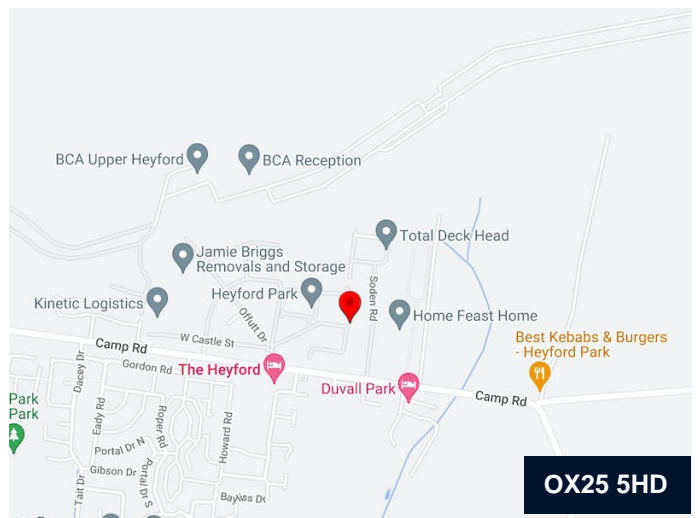 BCA Upper Heyford
BCA Reception
Total Deck Head
Jamie Briggs
Removals and Storage
Soden Rd
Heyford Park
Kinetic Logistics
Offutt Dr
Home Feast Home
W Castle St
Camp Rd
Best Kebabs & Burgers
- Heyford Park
Gordon Rd
The Heyford
Dacey Dr
Duvall Park
Camp Rd
Park
Park
Eady Rd
Roper Rd
Howard Rd
Portal Dr N
Gibson Dr
Portal Dr S
Tait Dr
OX25 5HD